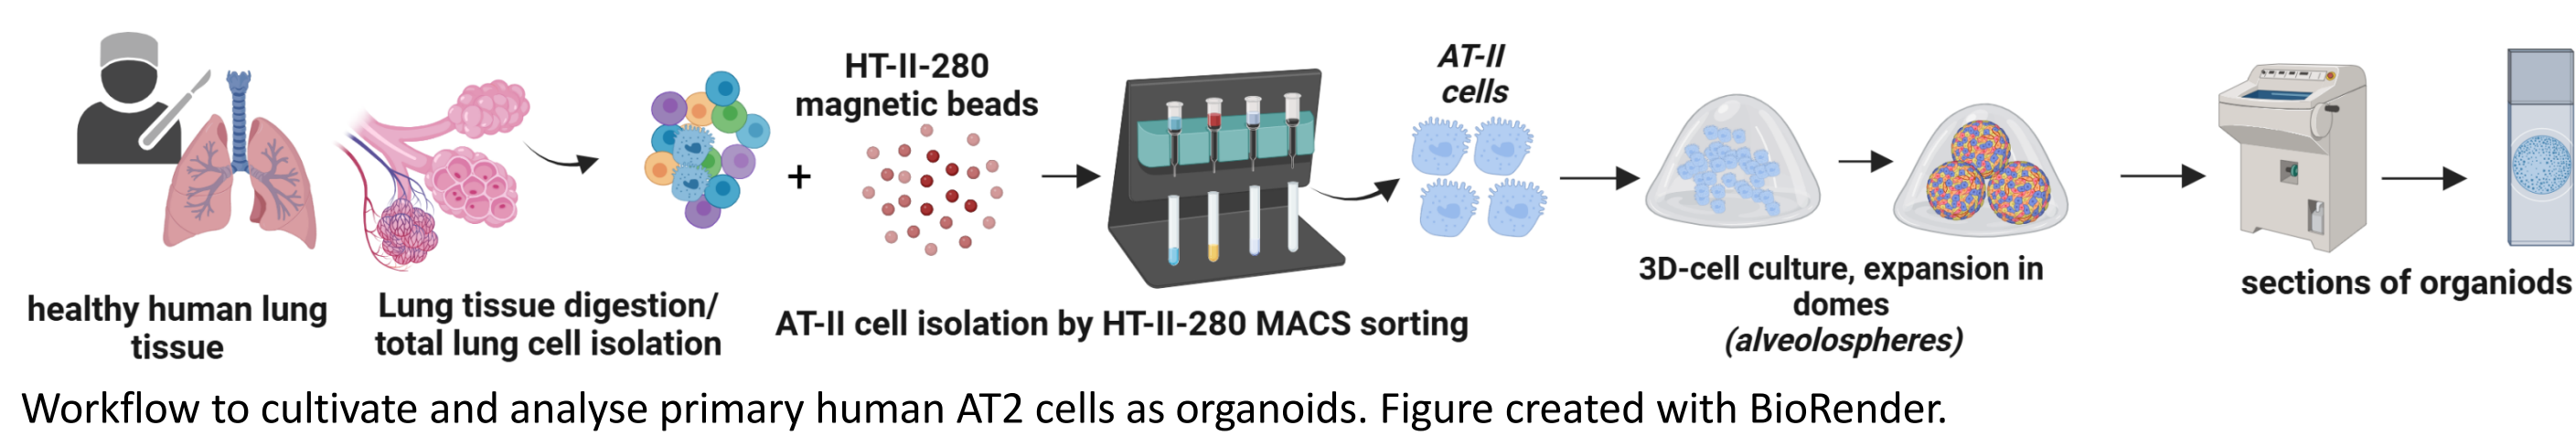 healthy human lung
tissue
Lung tissue digestion/
total lung cell isolation
HT-II-280
magnetic beads
+
AT-II cell isolation by HT-II-280 MACS sorting
AT-II
cells
3D-cell culture, expansion in
domes
(alveolospheres)
sections of organiods
Workflow to cultivate and analyse primary human AT2 cells as organoids. Figure created with BioRender.